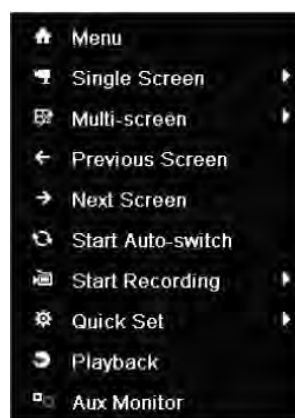 Menu
Single Screen
Multi-screen
Previous Screen
Next Screen
Start Auto-switch
Start Recording
Quick Set
Playback
Aux Monitor